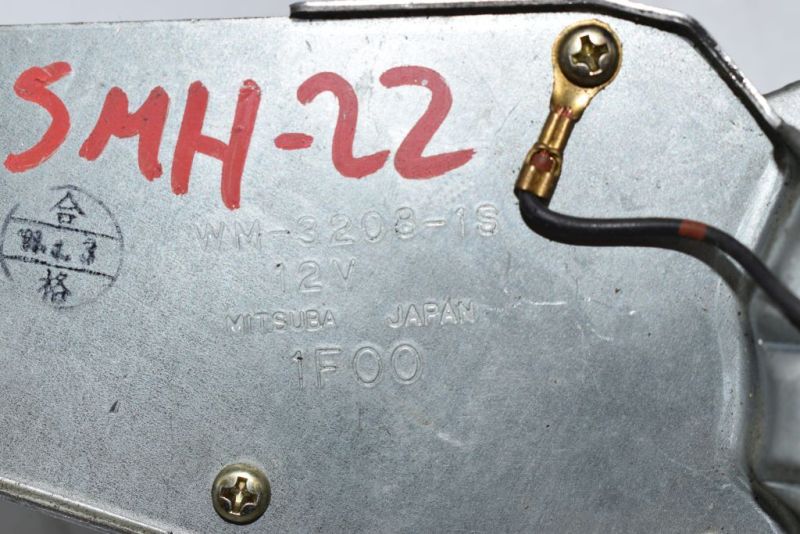 SMH-22
合
格
WM-3208-1S
12V
MITSUBA JAPAN
1F00